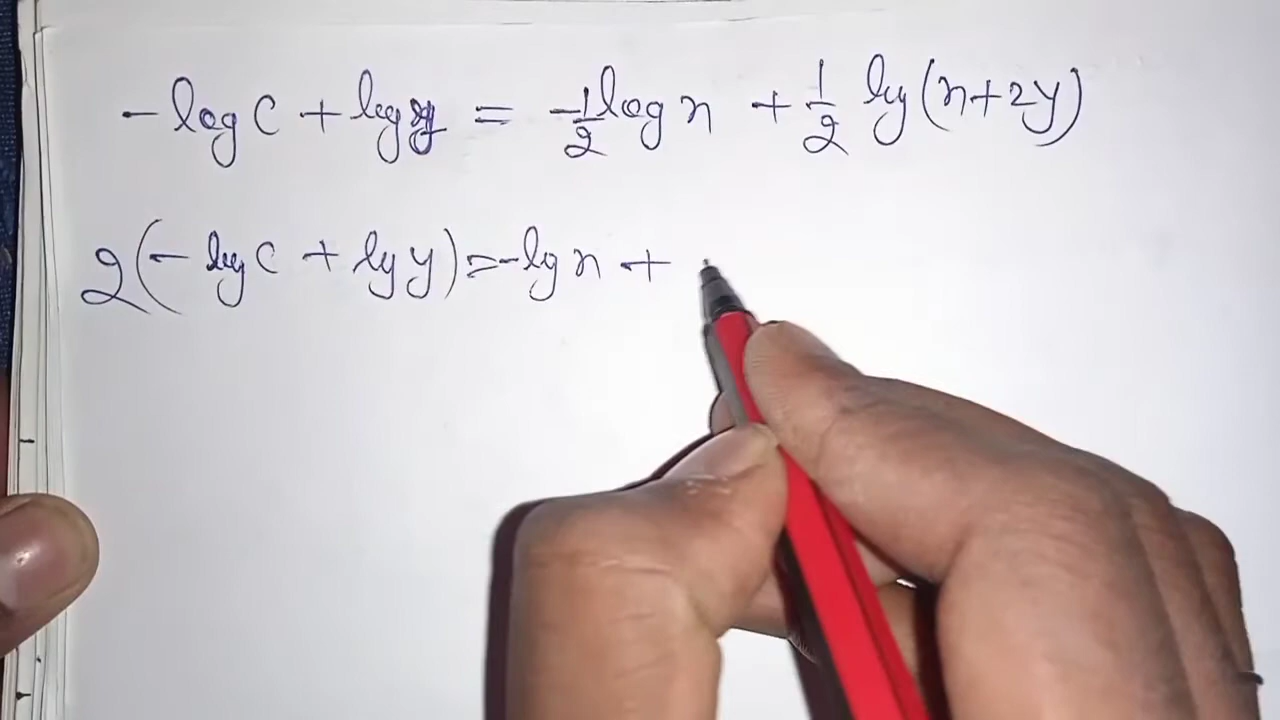 -log c + log y = -1/2 log x + 1/2 log (x+2y)
2(-log c + log y) = -log x +